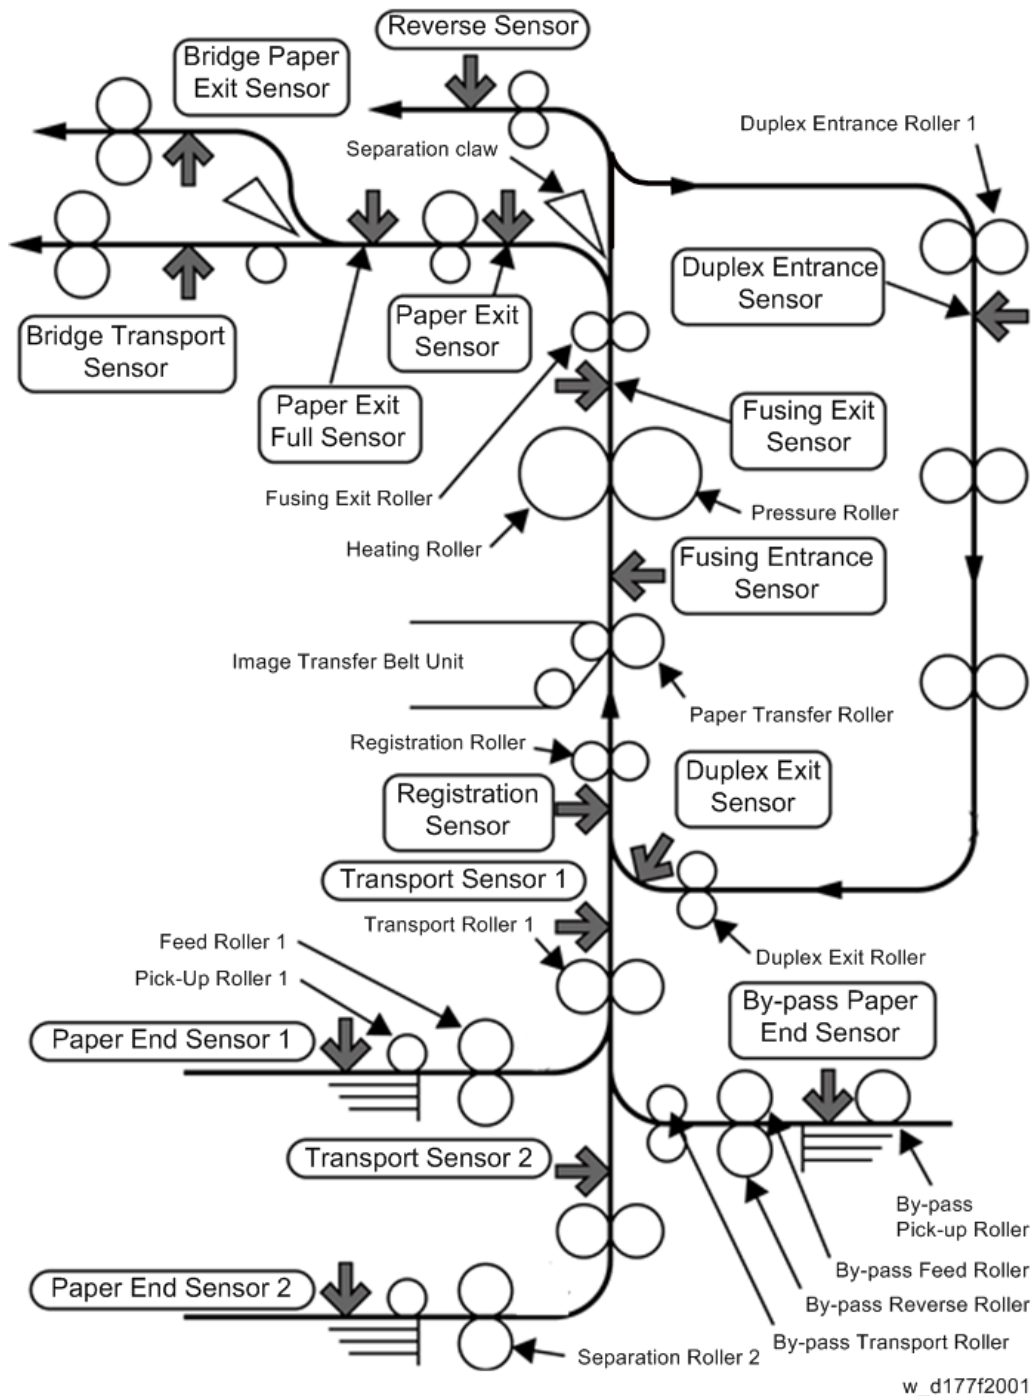 Reverse Sensor
Bridge Paper
Exit Sensor
Duplex Entrance Roller 1
Separation claw
Duplex Entrance
Sensor
Paper Exit
Sensor
Bridge Transport
Sensor
Paper Exit
Full Sensor
Fusing Exit
Sensor
Fusing Exit Roller
Pressure Roller
Heating Roller
Fusing Entrance
Sensor
Image Transfer Belt Unit
Paper Transfer Roller
Registration Roller
Duplex Exit
Sensor
Registration
Sensor
Transport Sensor 1
Transport Roller 1
Feed Roller 1
Duplex Exit Roller
Pick-Up Roller 1
By-pass Paper
End Sensor
Paper End Sensor 1
Transport Sensor 2
By-pass
Pick-up Roller
By-pass Feed Roller
Paper End Sensor 2
By-pass Reverse Roller
By-pass Transport Roller
Separation Roller 2
w_d177f2001